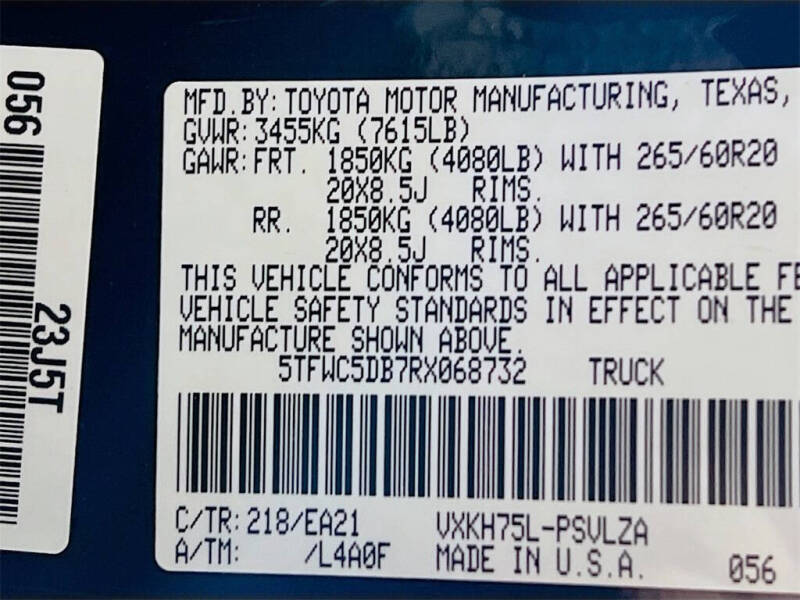 056
23J5T
MFD.BY: TOYOTA MOTOR MANUFACTURING, TEXAS,
GVWR: 3455KG (7615LB)
GAWR: FRT. 1850KG (4080LB) WITH 265/60R20
20X8.5J RIMS.
RR. 1850KG (4080LB) WITH 265/60R20
20X8.5J RIMS.
THIS VEHICLE CONFORMS TO ALL APPLICABLE FE
VEHICLE SAFETY STANDARDS IN EFFECT ON THE
MANUFACTURE SHOWN ABOVE.
5TFWC5DB7RX068732 TRUCK
C/TR: 218/EA21 VXKH75L-PSVLZA
A/TM: /L4A0F MADE IN U.S.A. 056